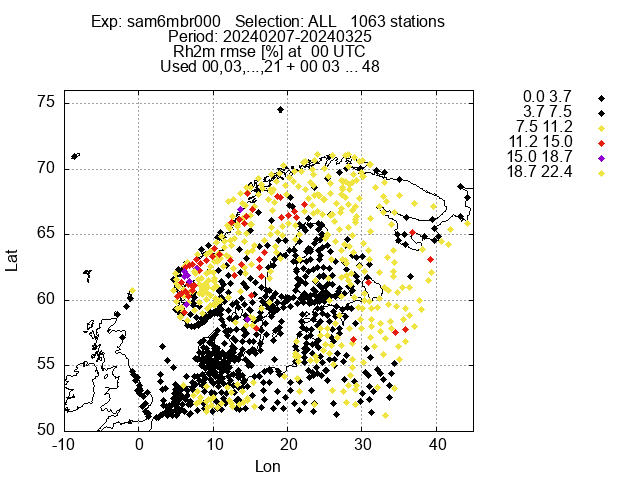 Exp: sam6mbr000 Selection: ALL 1063 stations
Period: 20240207-20240325
Rh2m rmse [%] at 00 UTC
Used 00,03,...,21 + 00 03 ... 48
0.0 3.7
3.7 7.5
7.5 11.2
11.2 15.0
15.0 18.7
18.7 22.4
75
70
65
60
55
50
Lat
-10 0 10 20 30 40
Lon